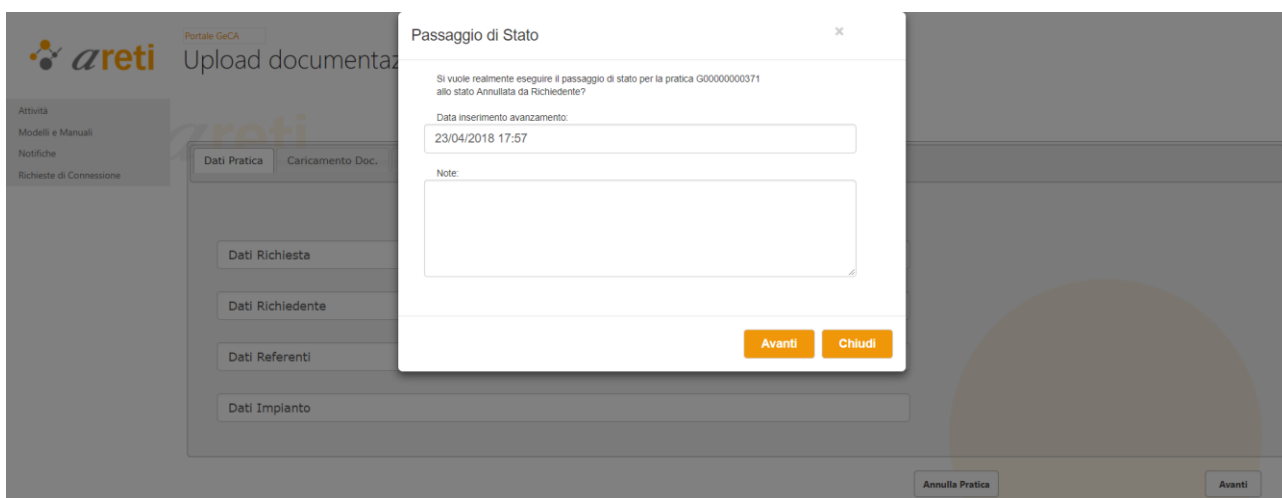 areti
Portale GeCA
Upload documentaz
Attività
Modelli e Manuali
Notifiche
Richieste di Connessione
areti
Dati Pratica
Caricamento Doc.
Dati Richiesta
Dati Richiedente
Dati Referenti
Dati Impianto
Passaggio di Stato
×
Si vuole realmente eseguire il passaggio di stato per la pratica G00000000371
allo stato Annullata da Richiedente?
Data inserimento avanzamento:
23/04/2018 17:57
Note:
Avanti
Chiudi
Annulla Pratica
Avanti